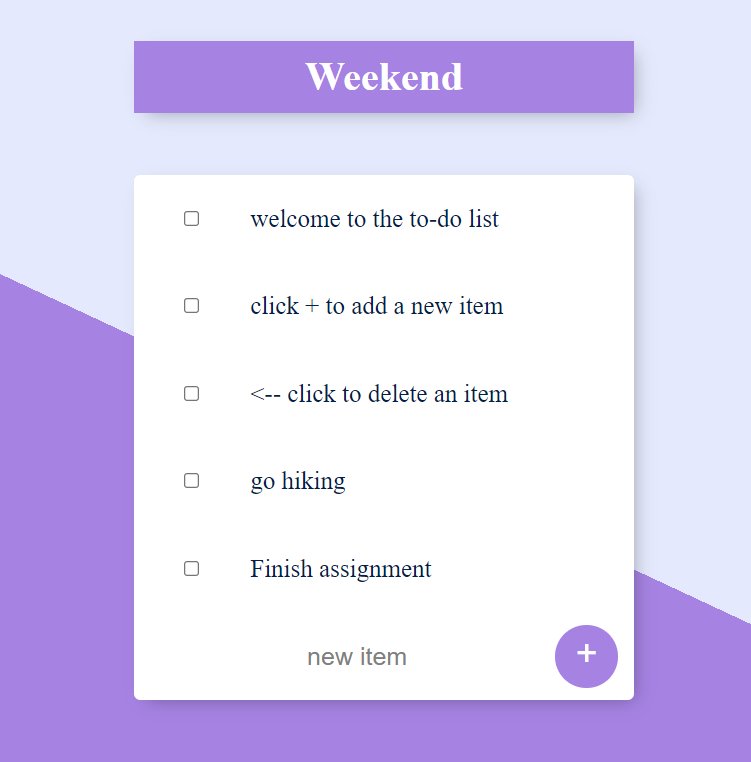 Weekend
welcome to the to-do list
click + to add a new item
<-- click to delete an item
go hiking
Finish assignment
new item
+